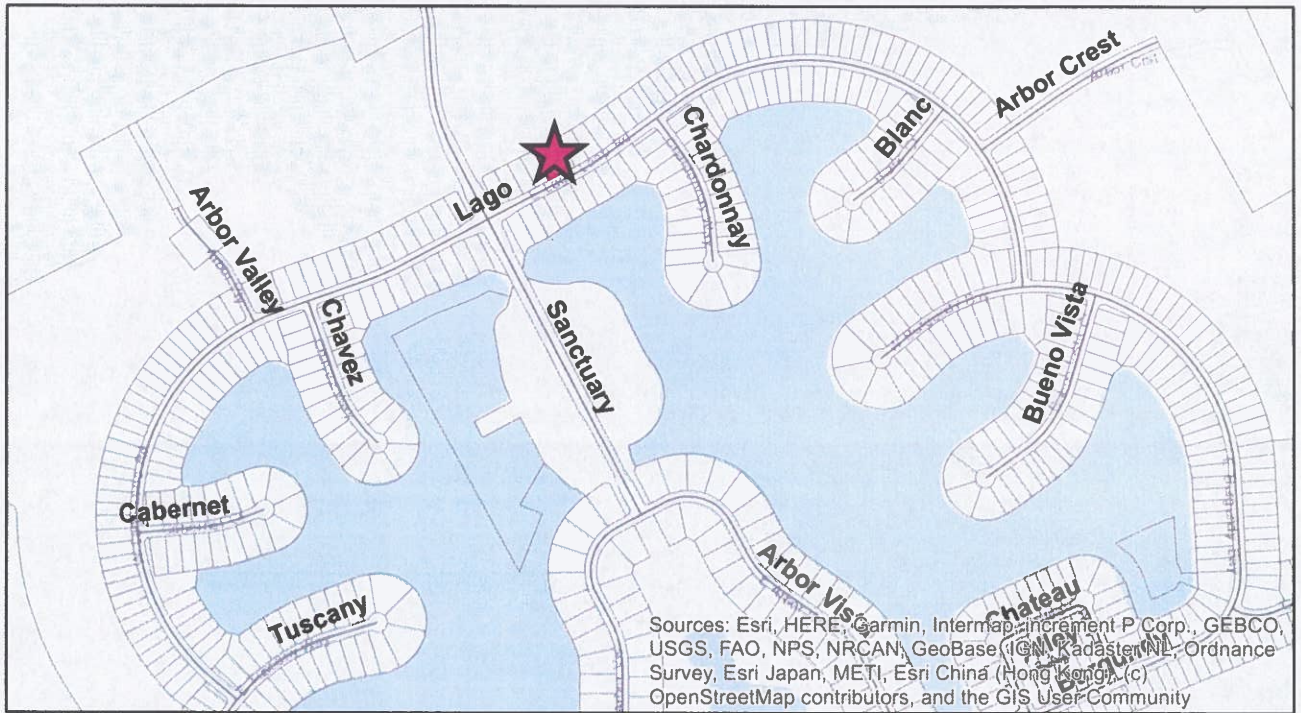 Arbor Crest
Chardonnay
Blanc
Lago
Arbor Valley
Chavez
Sanctuary
Bueno Vista
Cabernet
Tuscany
Arbor Vista
Chateau
Valley
Burgundy
Sources: Esri, HERE, Garmin, Intermap, increment P Corp., GEBCO,
USGS, FAO, NPS, NRCAN, GeoBase, IGN, Kadaster NL, Ordnance
Survey, Esri Japan, METI, Esri China (Hong Kong), (c)
OpenStreetMap contributors, and the GIS User Community